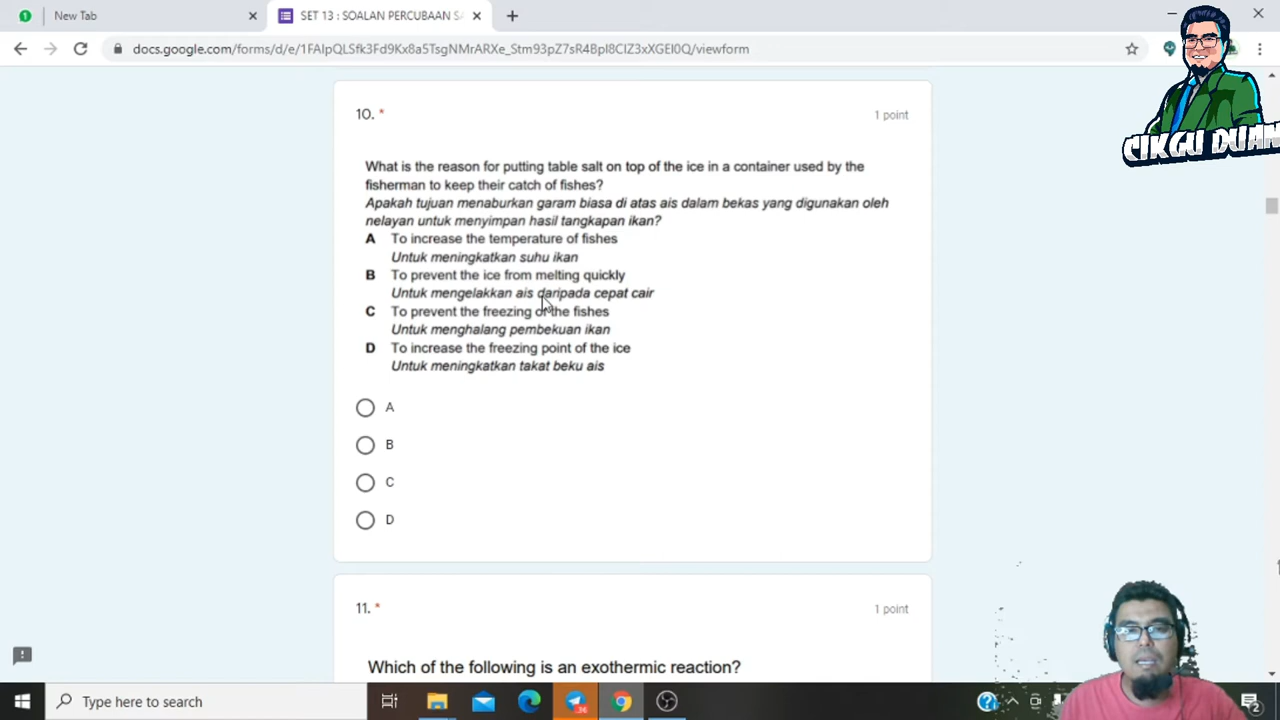 New Tab
SET 13 : SOALAN PERCUBAAN S
docs.google.com/forms/d/e/1FAIpQLSfk3Fd9Kx8a5TsgNMrARXe_Stm93pZ7sR4BpI8CIZ3xXGEI0Q/viewform
CIKGU DUAN
10. *
1 point
What is the reason for putting table salt on top of the ice in a container used by the
fisherman to keep their catch of fishes?
Apakah tujuan menaburkan garam biasa di atas ais dalam bekas yang digunakan oleh
nelayan untuk menyimpan hasil tangkapan ikan?
A To increase the temperature of fishes
Untuk meningkatkan suhu ikan
B To prevent the ice from melting quickly
Untuk mengelakkan ais daripada cepat cair
C To prevent the freezing of the fishes
Untuk menghalang pembekuan ikan
D To increase the freezing point of the ice
Untuk meningkatkan takat beku ais
A
B
C
D
11. *
1 point
Which of the following is an exothermic reaction?
Type here to search